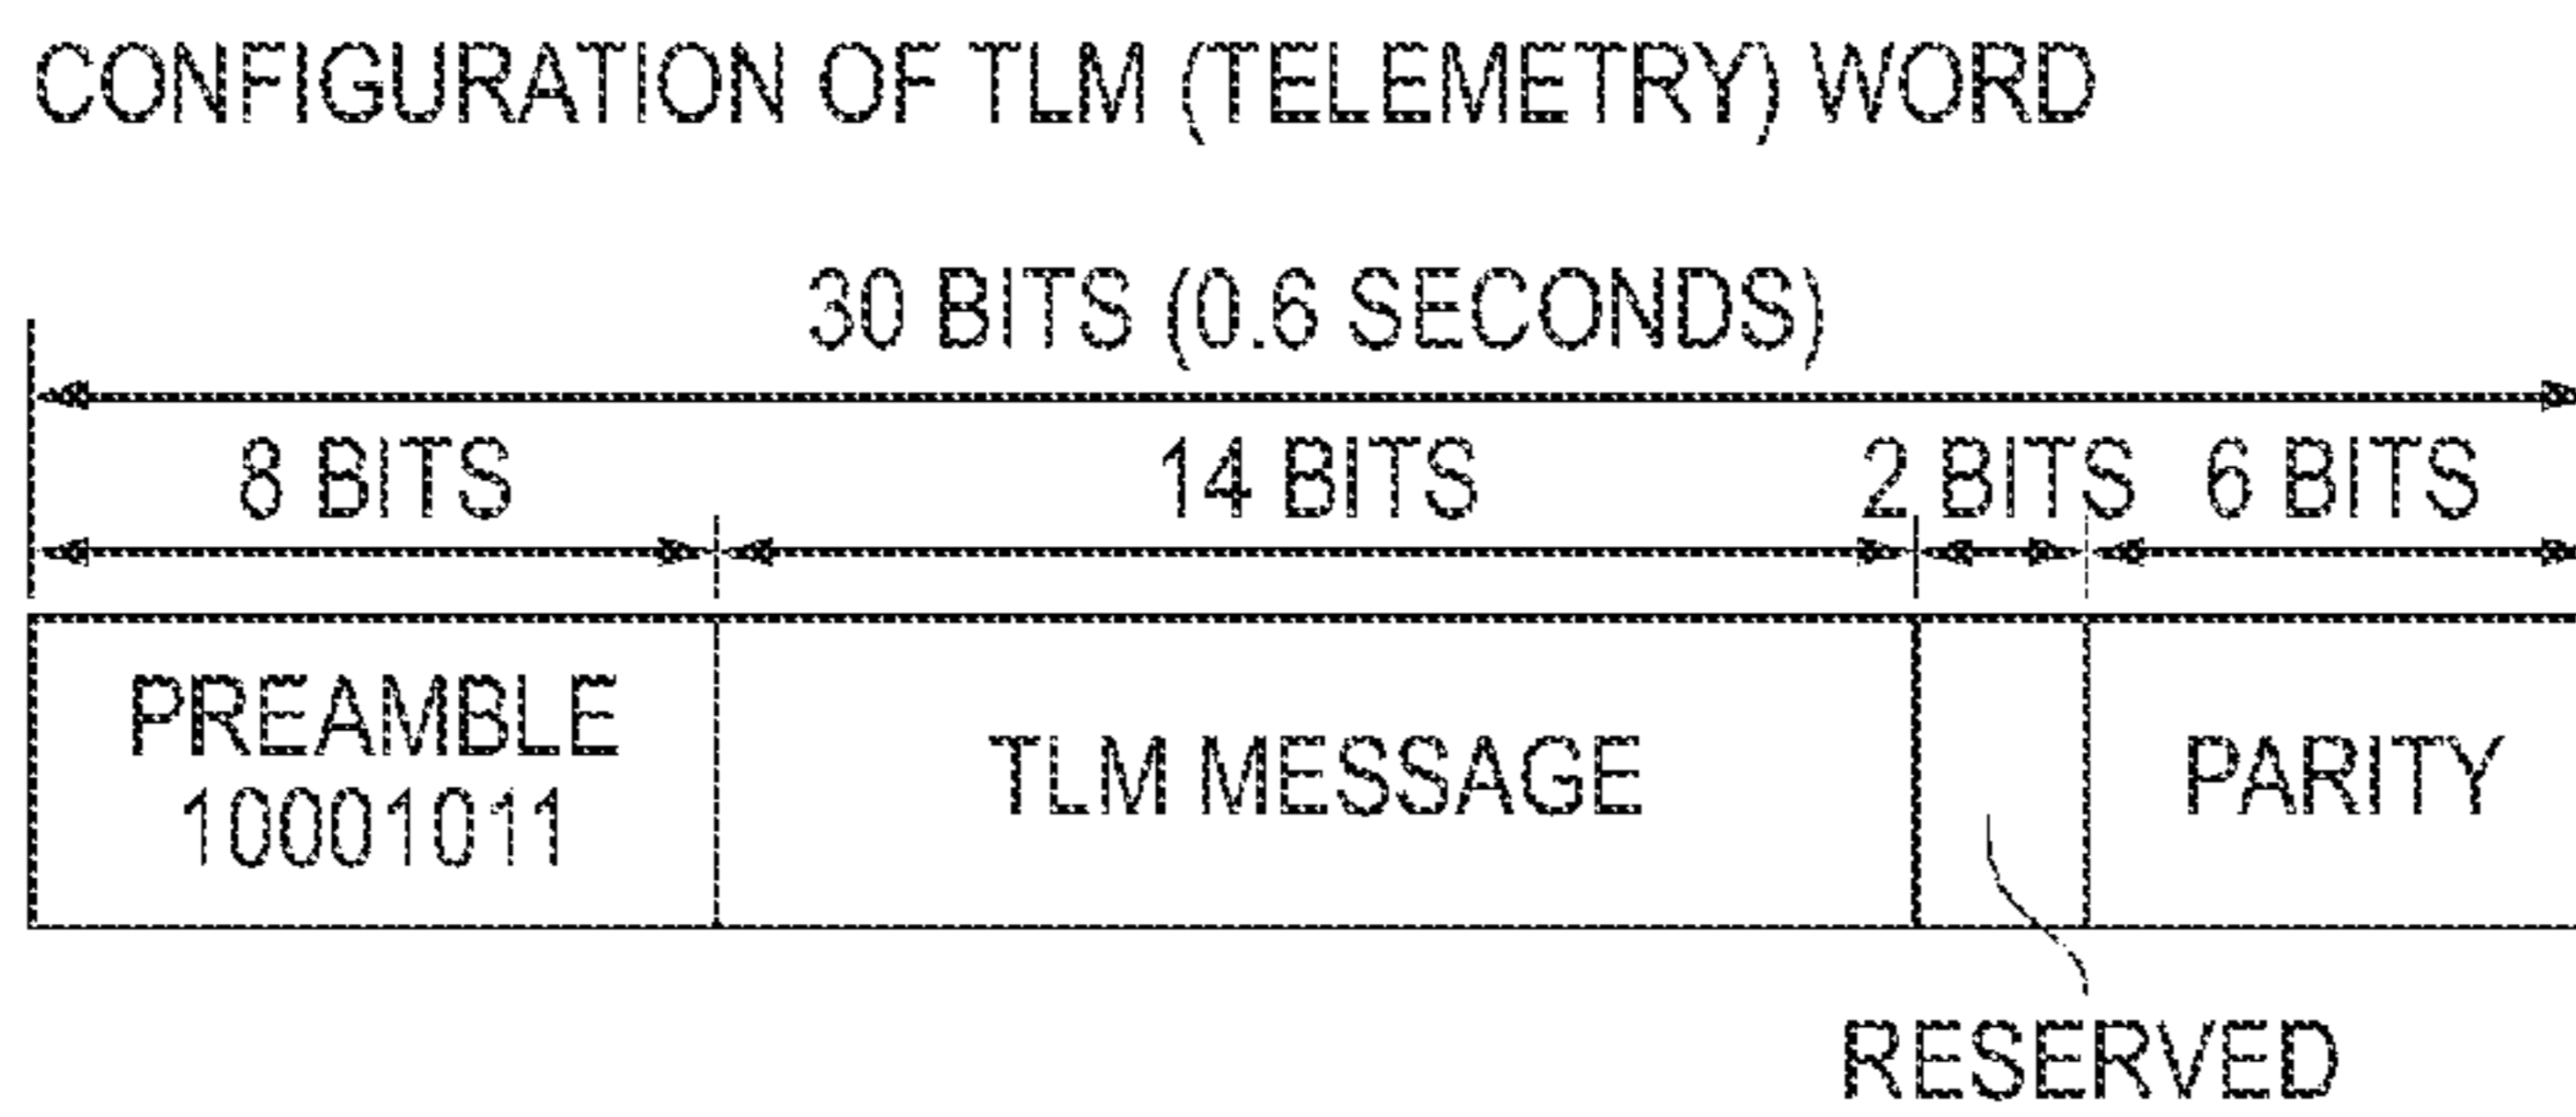 CONFIGURATION OF TLM (TELEMETRY) WORD
30 BITS (0.6 SECONDS)
8 BITS 14 BITS 2 BITS 6 BITS
PREAMBLE
10001011
TLM MESSAGE
PARITY
RESERVED